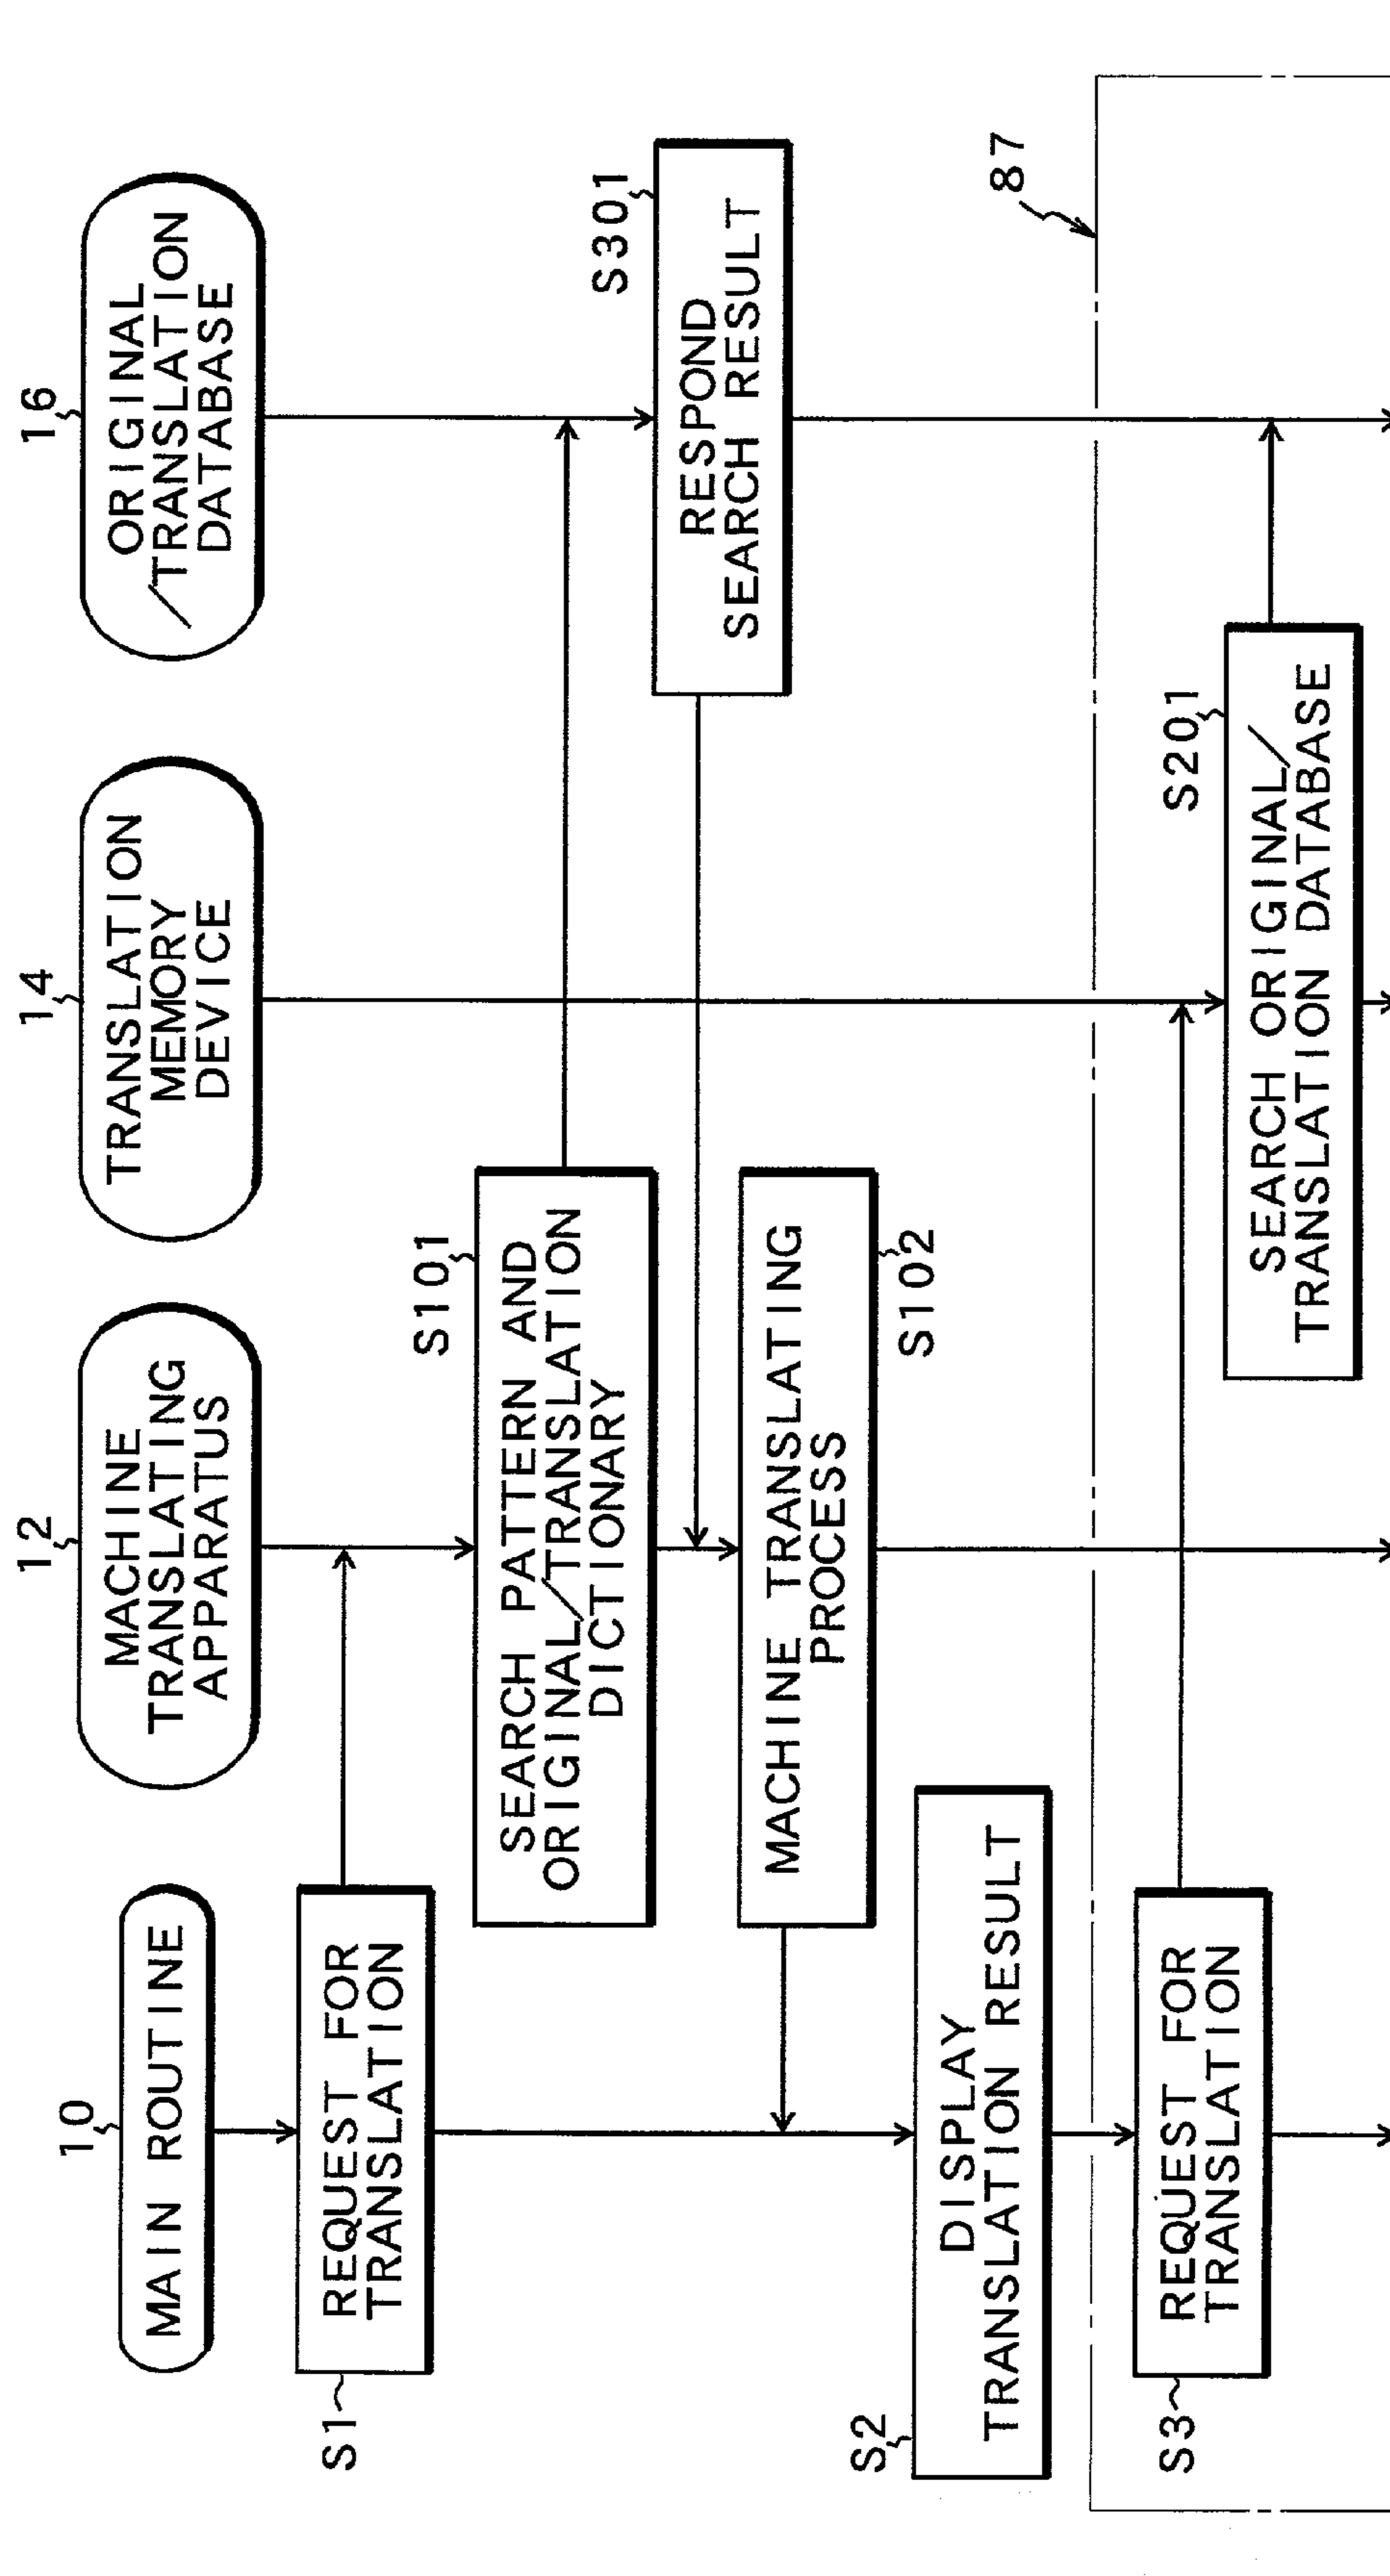 10
MAIN ROUTINE
12
MACHINE
TRANSLATING
APPARATUS
14
TRANSLATION
MEMORY
DEVICE
16
ORIGINAL
/TRANSLATION
DATABASE
S1
REQUEST FOR
TRANSLATION
S101
SEARCH PATTERN AND
ORIGINAL/TRANSLATION
DICTIONARY
S301
RESPOND
SEARCH RESULT
MACHINE TRANSLATING
PROCESS
S102
S2
DISPLAY
TRANSLATION RESULT
87
S3
REQUEST FOR
TRANSLATION
S201
SEARCH ORIGINAL/
TRANSLATION DATABASE